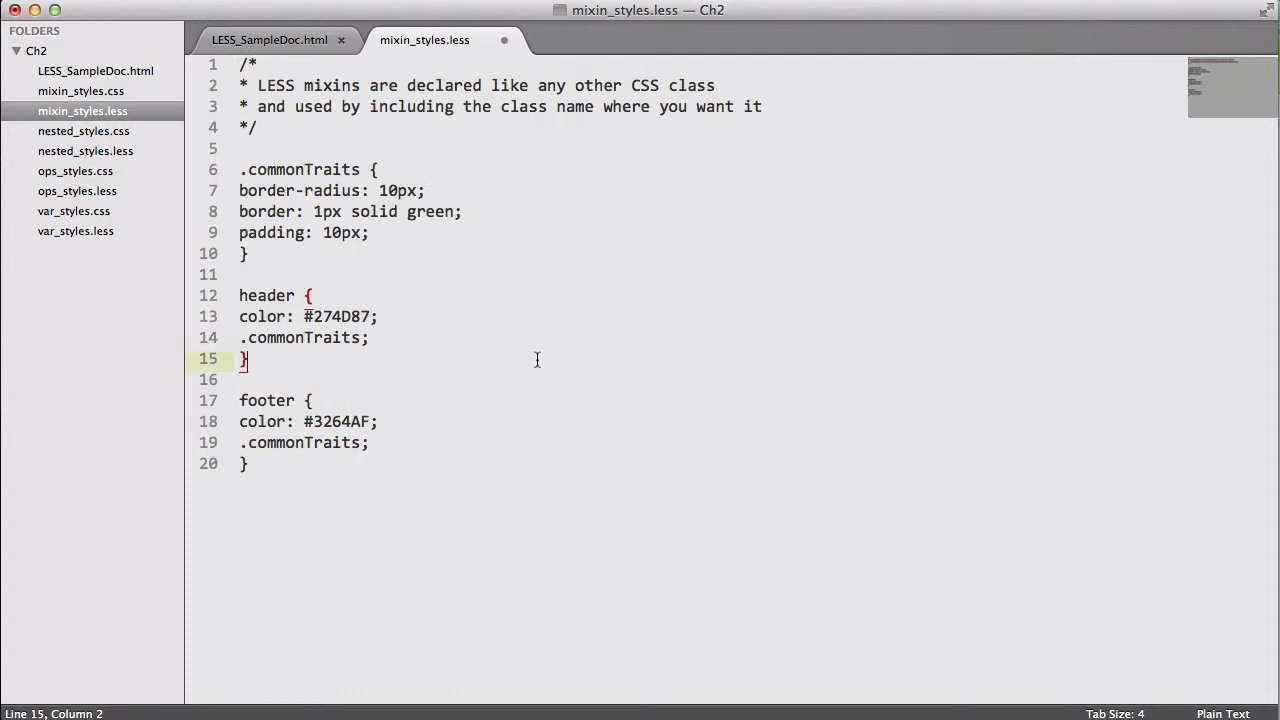 mixin_styles.less — Ch2
FOLDERS
Ch2
LESS_SampleDoc.html
mixin_styles.css
mixin_styles.less
nested_styles.css
nested_styles.less
ops_styles.css
ops_styles.less
var_styles.css
var_styles.less
LESS_SampleDoc.html × mixin_styles.less
1 /*
2 * LESS mixins are declared like any other CSS class
3 * and used by including the class name where you want it
4 */
5
6 .commonTraits {
7 border-radius: 10px;
8 border: 1px solid green;
9 padding: 10px;
10 }
11
12 header {
13 color: #274D87;
14 .commonTraits;
15 }
16
17 footer {
18 color: #3264AF;
19 .commonTraits;
20 }
Line 15, Column 2 Tab Size: 4 Plain Text